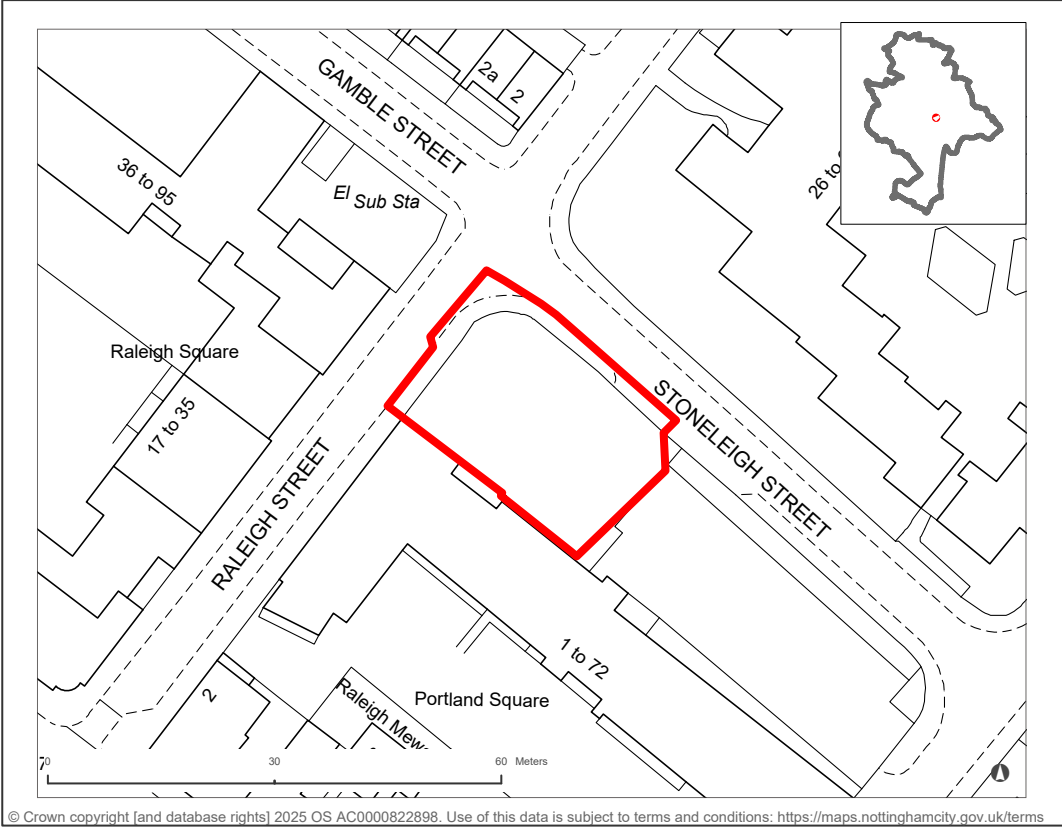 GAMBLE STREET
2a
2
36 to 95
El Sub Sta
26 to
Raleigh Square
17 to 35
STONELEIGH STREET
RALEIGH STREET
1 to 72
2
Raleigh Mews
Portland Square
0 30 60 Meters
© Crown copyright [and database rights] 2025 OS AC0000822898. Use of this data is subject to terms and conditions: https://maps.nottinghamcity.gov.uk/terms